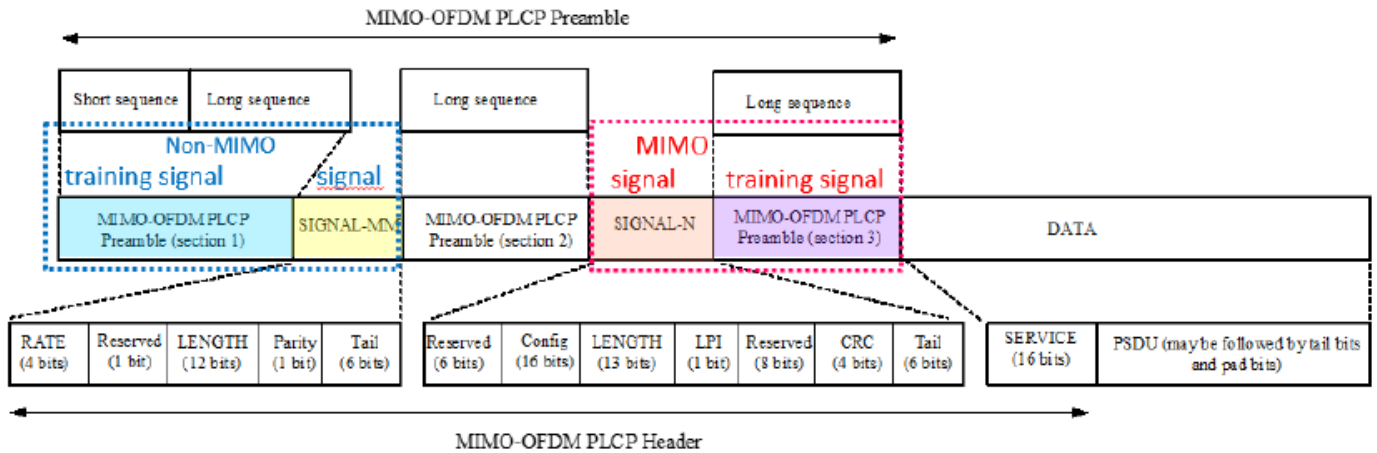 MIMO-OFDM PLCP Preamble
Short sequence
Long sequence
Long sequence
Long sequence
Non-MIMO
training signal
signal
MIMO
signal
training signal
MIMO-OFDM PLCP
Preamble (section 1)
SIGNAL-MM
MIMO-OFDM PLCP
Preamble (section 2)
SIGNAL-N
MIMO-OFDM PLCP
Preamble (section 3)
DATA
RATE
(4 bits)
Reserved
(1 bit)
LENGTH
(12 bits)
Parity
(1 bit)
Tail
(6 bits)
Reserved
(6 bits)
Config
(16 bits)
LENGTH
(13 bits)
LPI
(1 bit)
Reserved
(8 bits)
CRC
(4 bits)
Tail
(6 bits)
SERVICE
(16 bits)
PSDU (may be followed by tail bits
and pad bits)
MIMO-OFDM PLCP Header